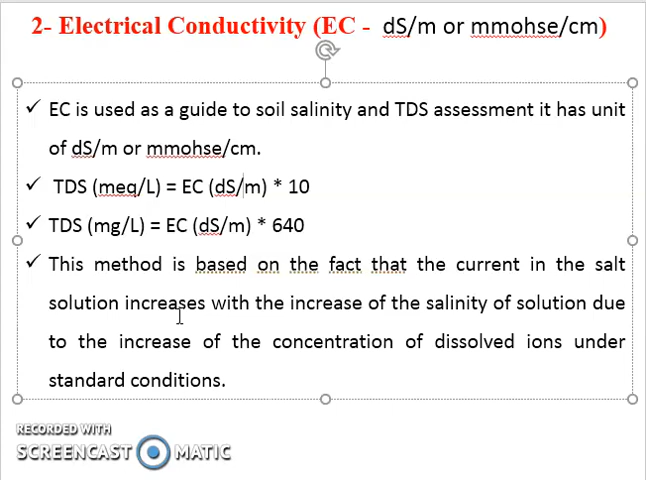 2- Electrical Conductivity (EC - dS/m or mmohse/cm)
✓ EC is used as a guide to soil salinity and TDS assessment it has unit
of dS/m or mmohse/cm.
✓ TDS (meq/L) = EC (dS/m) * 10
✓ TDS (mg/L) = EC (dS/m) * 640
✓ This method is based on the fact that the current in the salt
solution increases with the increase of the salinity of solution due
to the increase of the concentration of dissolved ions under
standard conditions.
RECORDED WITH
SCREENCAST MATIC